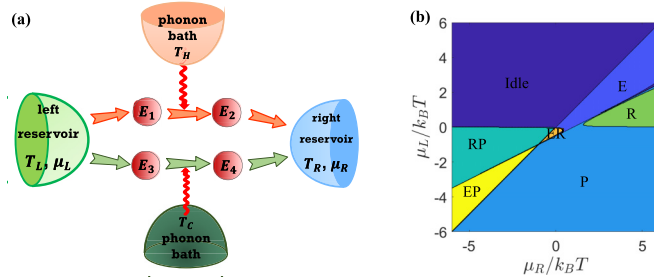 (a)
phonon
bath
T_H
left
reservoir
T_L, μ_L
E_1
E_2
E_3
E_4
right
reservoir
T_R, μ_R
T_C
phonon
bath
(b)
μ_L/k_BT
6
4
2
0
-2
-4
-6
Idle
E
R
ER
RP
EP
P
-5
0
5
μ_R/k_BT